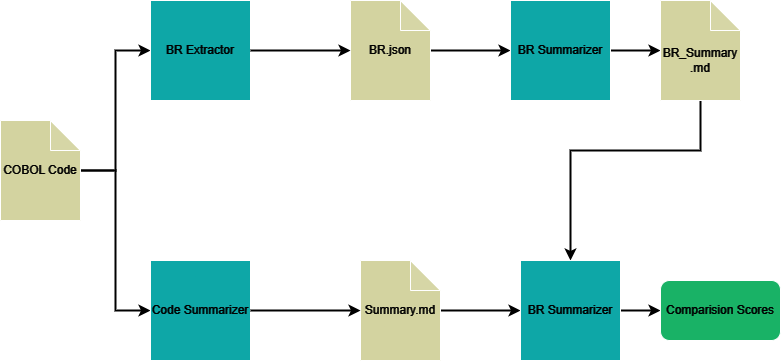 BR Extractor
BR.json
BR Summarizer
BR_Summary
.md
COBOL Code
Code Summarizer
Summary.md
BR Summarizer
Comparision Scores